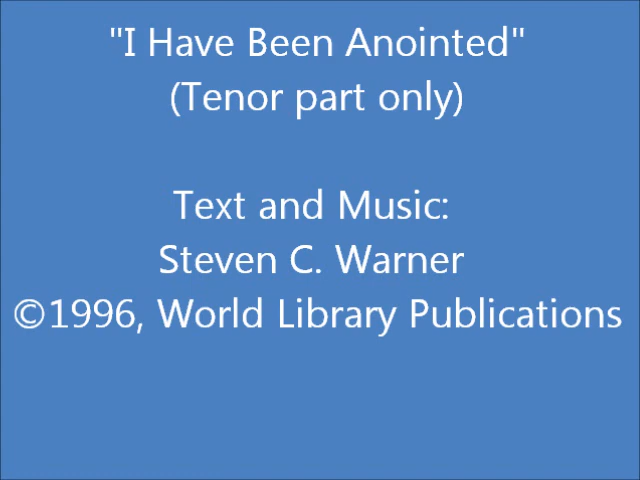 "I Have Been Anointed"
(Tenor part only)
Text and Music:
Steven C. Warner
©1996, World Library Publications